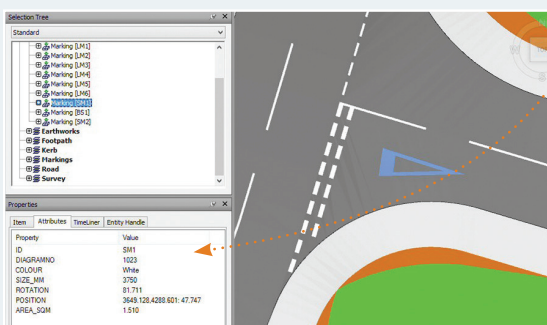 Selection Tree
Standard
Marking [LM1]
Marking [LM2]
Marking [LM3]
Marking [LM4]
Marking [LM5]
Marking [LM6]
Marking [SM1]
Marking [BS1]
Marking [SM2]
Earthworks
Footpath
Kerb
Markings
Road
Survey
Properties
Item Attributes TimeLiner Entity Handle
Property Value
ID SM1
DIAGRAMNO 1023
COLOUR White
SIZE_MM 3750
ROTATION 81.711
POSITION 3649.128,4288.601: 47.747
AREA_SQM 1.510